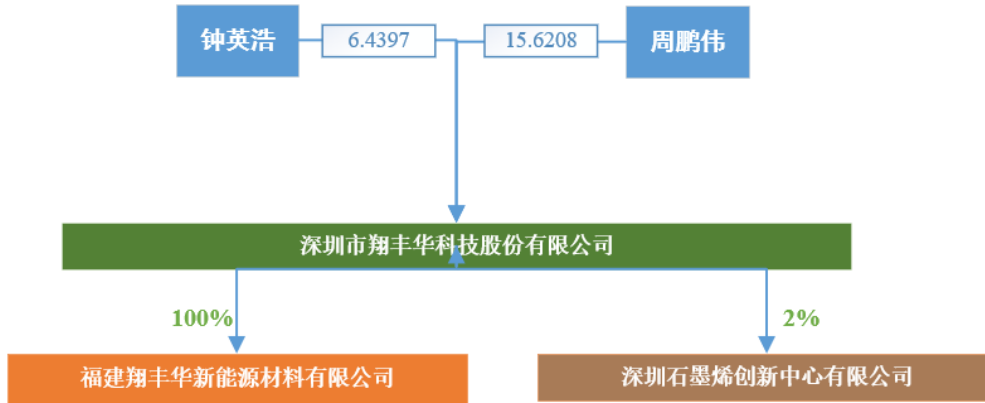 钟英浩
6.4397
15.6208
周鹏伟
深圳市翔丰华科技股份有限公司
100%
2%
福建翔丰华新能源材料有限公司
深圳石墨烯创新中心有限公司